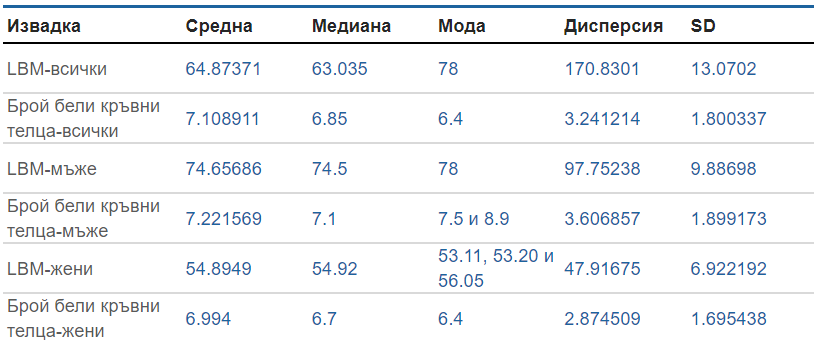 Извадка Средна Медиана Мода Дисперсия SD
LBM-всички 64.87371 63.035 78 170.8301 13.0702
Брой бели кръвни
телца-всички 7.108911 6.85 6.4 3.241214 1.800337
LBM-мъже 74.65686 74.5 78 97.75238 9.88698
Брой бели кръвни
телца-мъже 7.221569 7.1 7.5 и 8.9 3.606857 1.899173
LBM-жени 54.8949 54.92 53.11, 53.20 и
56.05 47.91675 6.922192
Брой бели кръвни
телца-жени 6.994 6.7 6.4 2.874509 1.695438